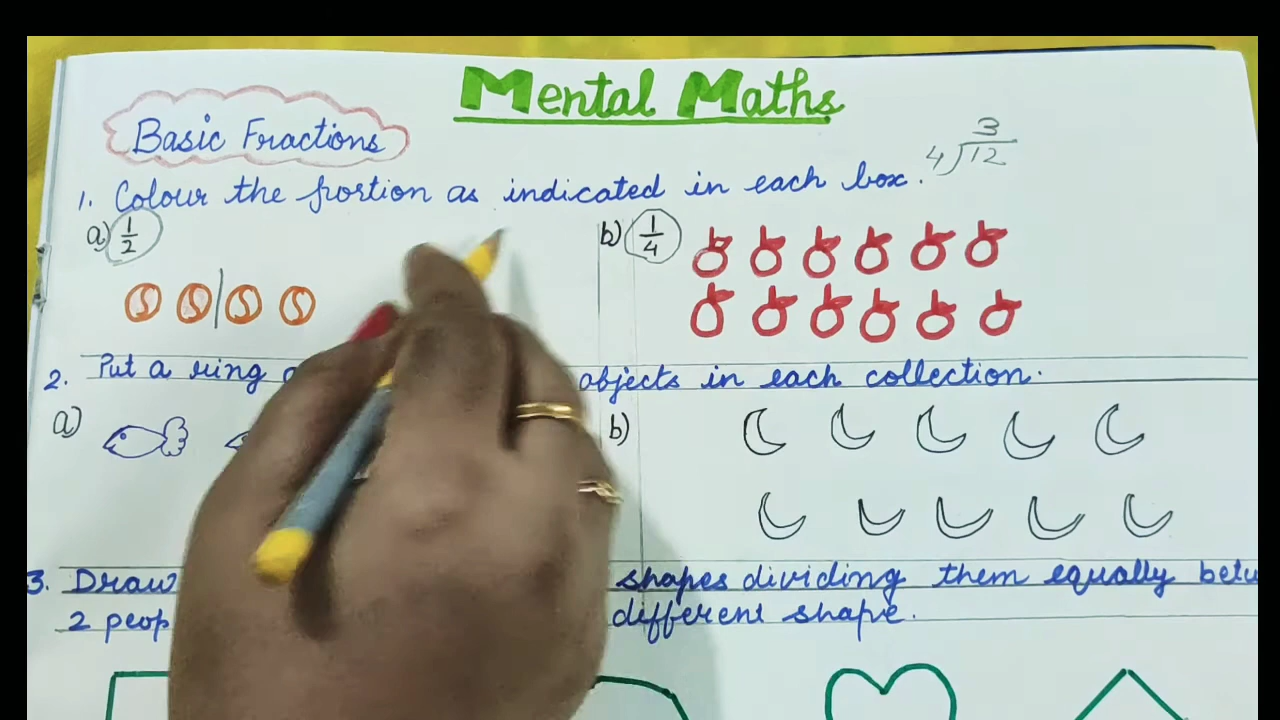 Mental Maths
Basic Fractions
3
4)12
1. Colour the portion as indicated in each box.
a) 1/2
b) 1/4
2. Put a ring objects in each collection.
a)
b)
3. Draw shapes dividing them equally betw
2 peop different shape.